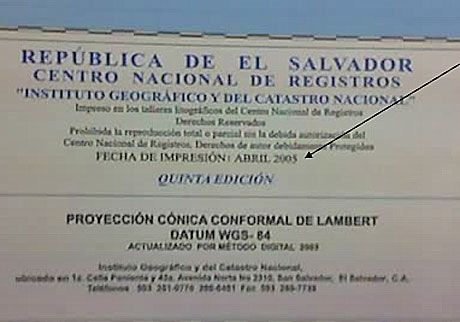 REPÚBLICA DE EL SALVADOR
CENTRO NACIONAL DE REGISTROS
"INSTITUTO GEOGRÁFICO Y DEL CATASTRO NACIONAL"
Impreso en los talleres litográficos del Centro Nacional de Registros
Derechos Reservados
Prohibida la reproducción total o parcial sin la debida autorización del
Centro Nacional de Registros. Derechos de autor debidamente Protegidos
FECHA DE IMPRESIÓN: ABRIL 2005
QUINTA EDICIÓN
PROYECCIÓN CÓNICA CONFORMAL DE LAMBERT
DATUM WGS- 84
ACTUALIZADO POR MÉTODO DIGITAL 2003
Instituto Geográfico y del Catastro Nacional,
ubicado en 1a. Calle Poniente y 43a. Avenida Norte No 2310, San Salvador, El Salvador, C.A.
Teléfonos 503 Fax. 503